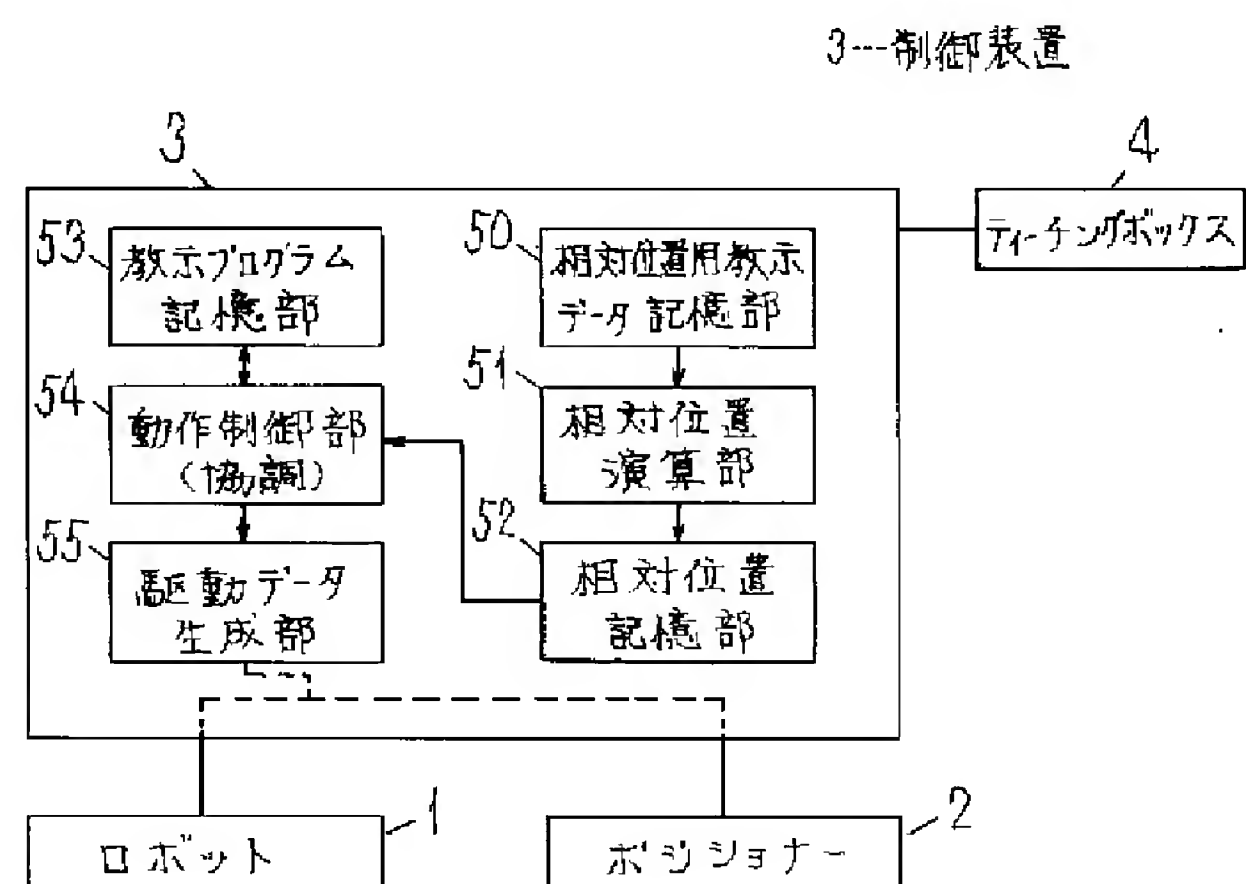 3---制御装置
3
4
ティーチングボックス
53
教示プログラム
記憶部
50
相対位置用教示
データ記憶部
54
動作制御部
(協調)
51
相対位置
演算部
55
駆動データ
生成部
52
相対位置
記憶部
1
ロボット
2
ポジショナー